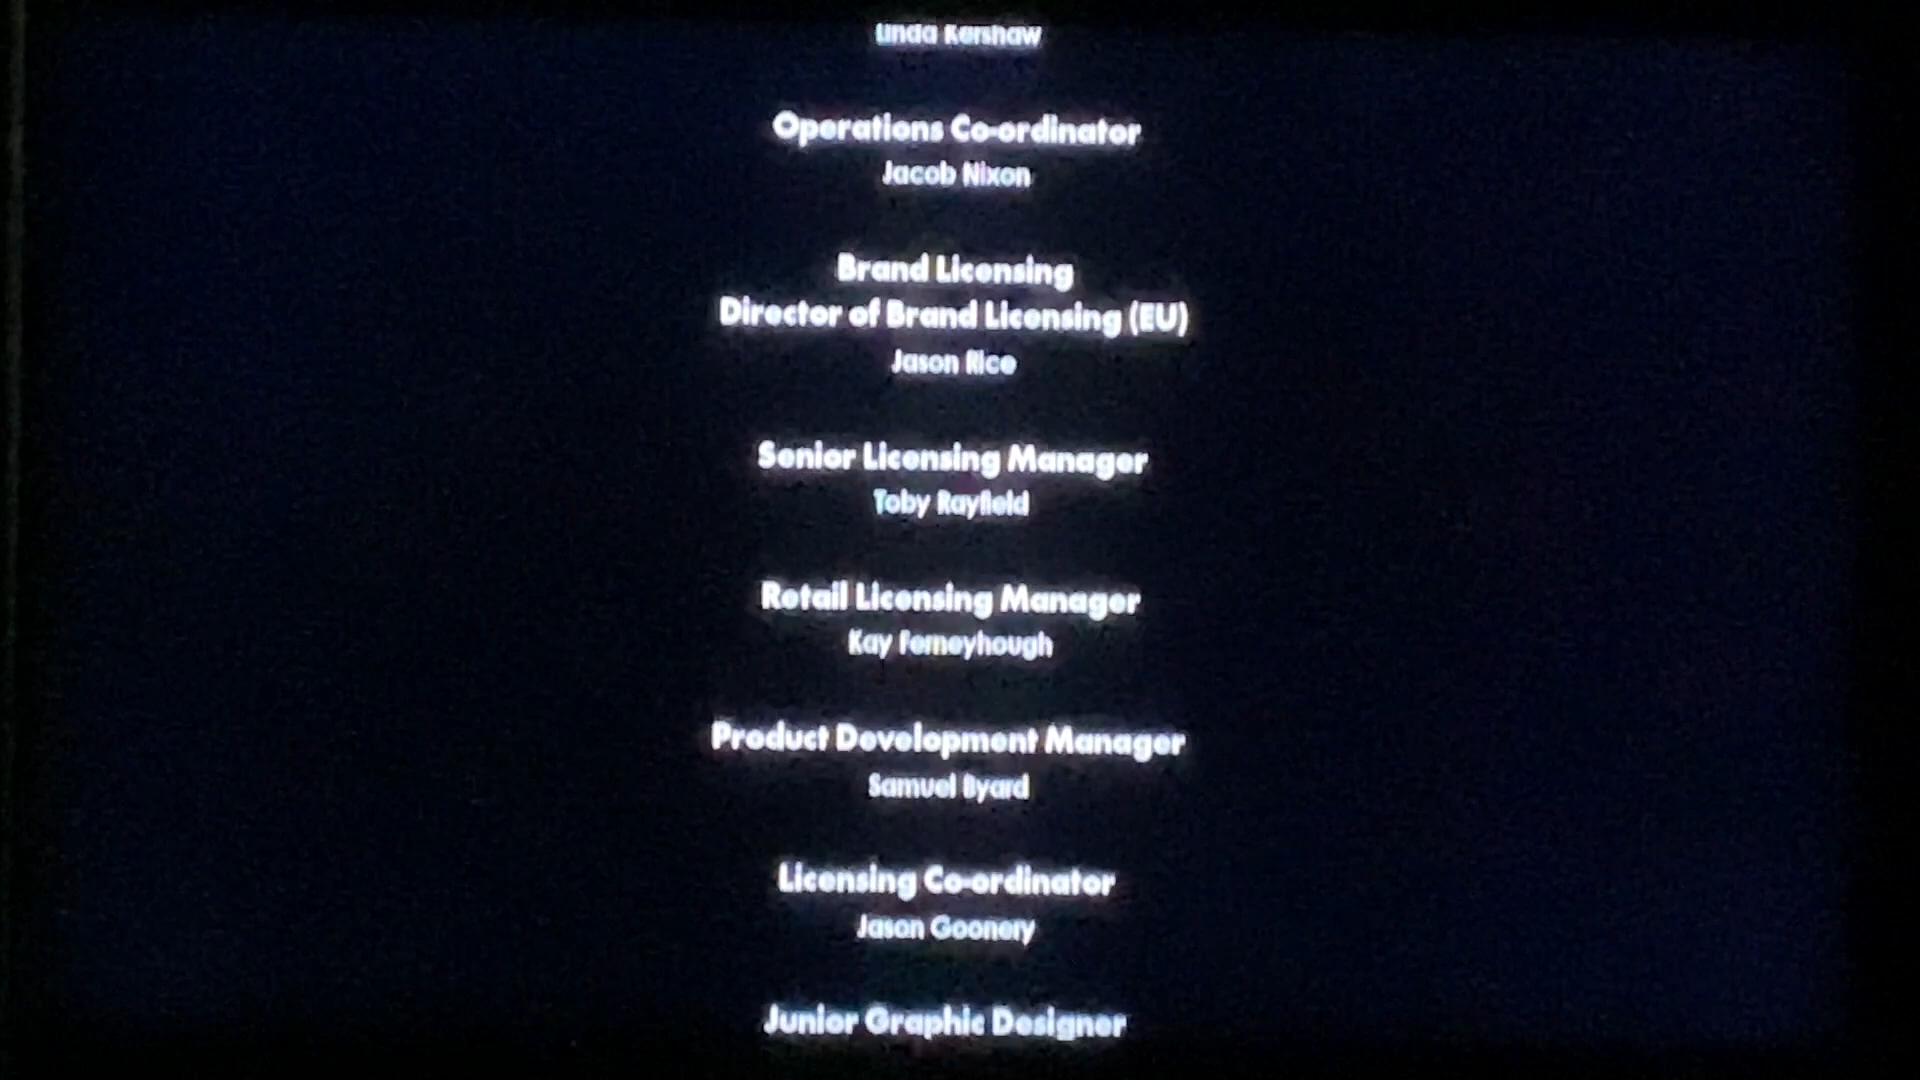 Linda Kershaw
Operations Co-ordinator
Jacob Nixon
Brand Licensing
Director of Brand Licensing (EU)
Jason Rice
Senior Licensing Manager
Toby Rayfield
Retail Licensing Manager
Kay Ferneyhough
Product Development Manager
Samuel Byard
Licensing Co-ordinator
Jason Goonery
Junior Graphic Designer